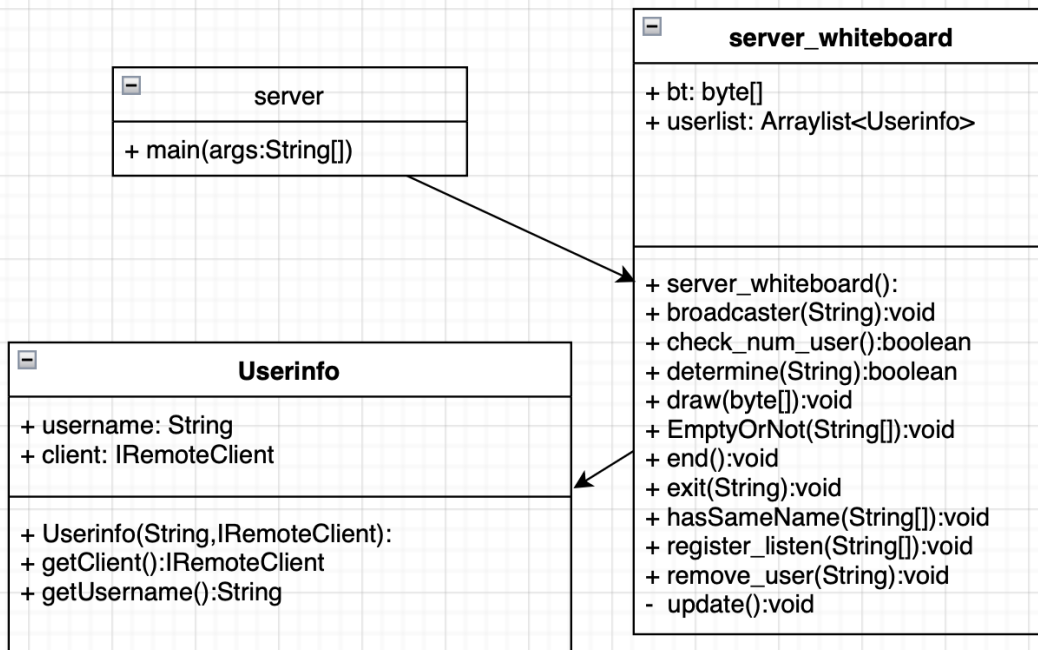 server
+ main(args:String[])
server_whiteboard
+ bt: byte[]
+ userlist: Arraylist<Userinfo>
+ server_whiteboard():
+ broadcaster(String):void
+ check_num_user():boolean
+ determine(String):boolean
+ draw(byte[]):void
+ EmptyOrNot(String[]):void
+ end():void
+ exit(String):void
+ hasSameName(String[]):void
+ register_listen(String[]):void
+ remove_user(String):void
- update():void
Userinfo
+ username: String
+ client: IRemoteClient
+ Userinfo(String,IRemoteClient):
+ getClient():IRemoteClient
+ getUsername():String